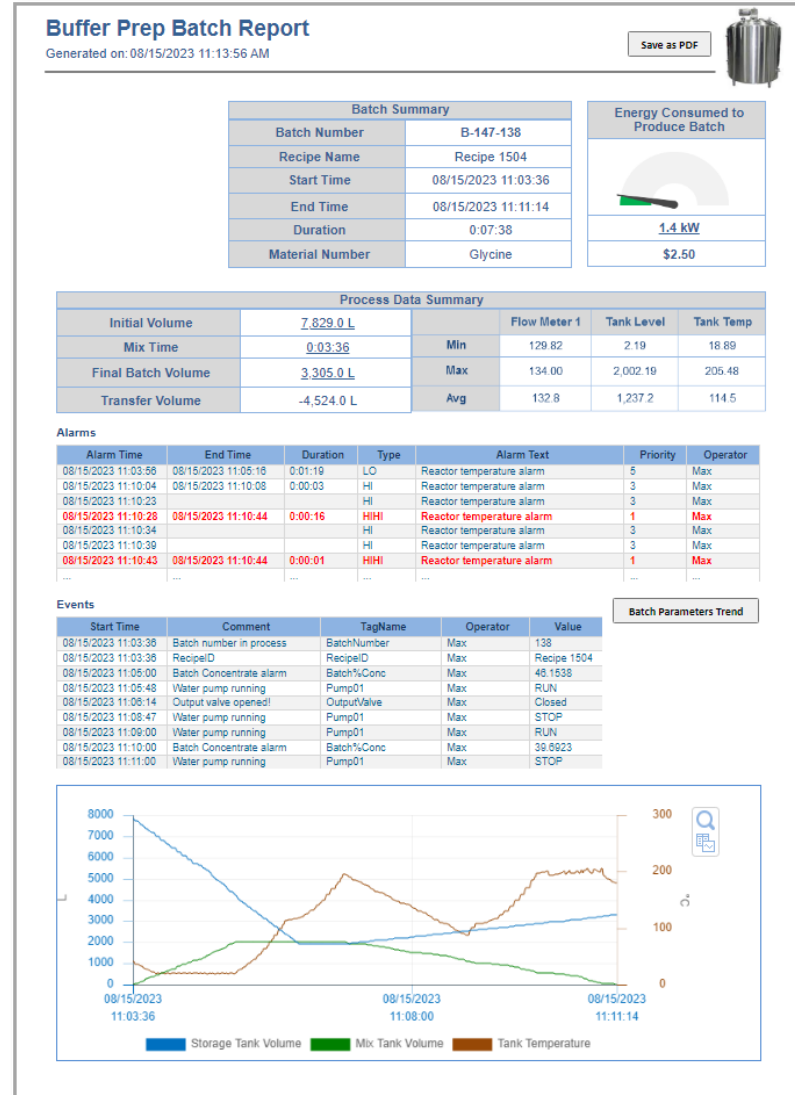 Buffer Prep Batch Report
Generated on: 08/15/2023 11:13:56 AM
Save as PDF
Batch Summary
Batch Number B-147-138
Recipe Name Recipe 1504
Start Time 08/15/2023 11:03:36
End Time 08/15/2023 11:11:14
Duration 0:07:38
Material Number Glycine
Energy Consumed to
Produce Batch
1.4 kW
$2.50
Process Data Summary
Initial Volume 7,829.0 L
Mix Time 0:03:36
Final Batch Volume 3,305.0 L
Transfer Volume -4,524.0 L
Flow Meter 1 Tank Level Tank Temp
Min 129.82 2.19 18.89
Max 134.00 2,002.19 205.48
Avg 132.8 1,237.2 114.5
Alarms
Alarm Time End Time Duration Type Alarm Text Priority Operator
08/15/2023 11:03:56 08/15/2023 11:05:16 0:01:19 LO Reactor temperature alarm 5 Max
08/15/2023 11:10:04 08/15/2023 11:10:08 0:00:03 HI Reactor temperature alarm 3 Max
08/15/2023 11:10:23 HI Reactor temperature alarm 3 Max
08/15/2023 11:10:28 08/15/2023 11:10:44 0:00:16 HIHI Reactor temperature alarm 1 Max
08/15/2023 11:10:34 HI Reactor temperature alarm 3 Max
08/15/2023 11:10:39 HI Reactor temperature alarm 3 Max
08/15/2023 11:10:43 08/15/2023 11:10:44 0:00:01 HIHI Reactor temperature alarm 1 Max
... ... ... ... ... ... ...
Events
Batch Parameters Trend
Start Time Comment TagName Operator Value
08/15/2023 11:03:36 Batch number in process BatchNumber Max 138
08/15/2023 11:03:36 RecipeID RecipeID Max Recipe 1504
08/15/2023 11:05:00 Batch Concentrate alarm Batch%Conc Max 46.1538
08/15/2023 11:05:48 Water pump running Pump01 Max RUN
08/15/2023 11:06:14 Output valve opened! OutputValve Max Closed
08/15/2023 11:08:47 Water pump running Pump01 Max STOP
08/15/2023 11:09:00 Water pump running Pump01 Max RUN
08/15/2023 11:10:00 Batch Concentrate alarm Batch%Conc Max 39.6923
08/15/2023 11:11:00 Water pump running Pump01 Max STOP
8000 300
7000
6000
5000 200
4000
L °C
3000 100
2000
1000
0 0
08/15/2023 08/15/2023 08/15/2023
11:03:36 11:08:00 11:11:14
Storage Tank Volume Mix Tank Volume Tank Temperature